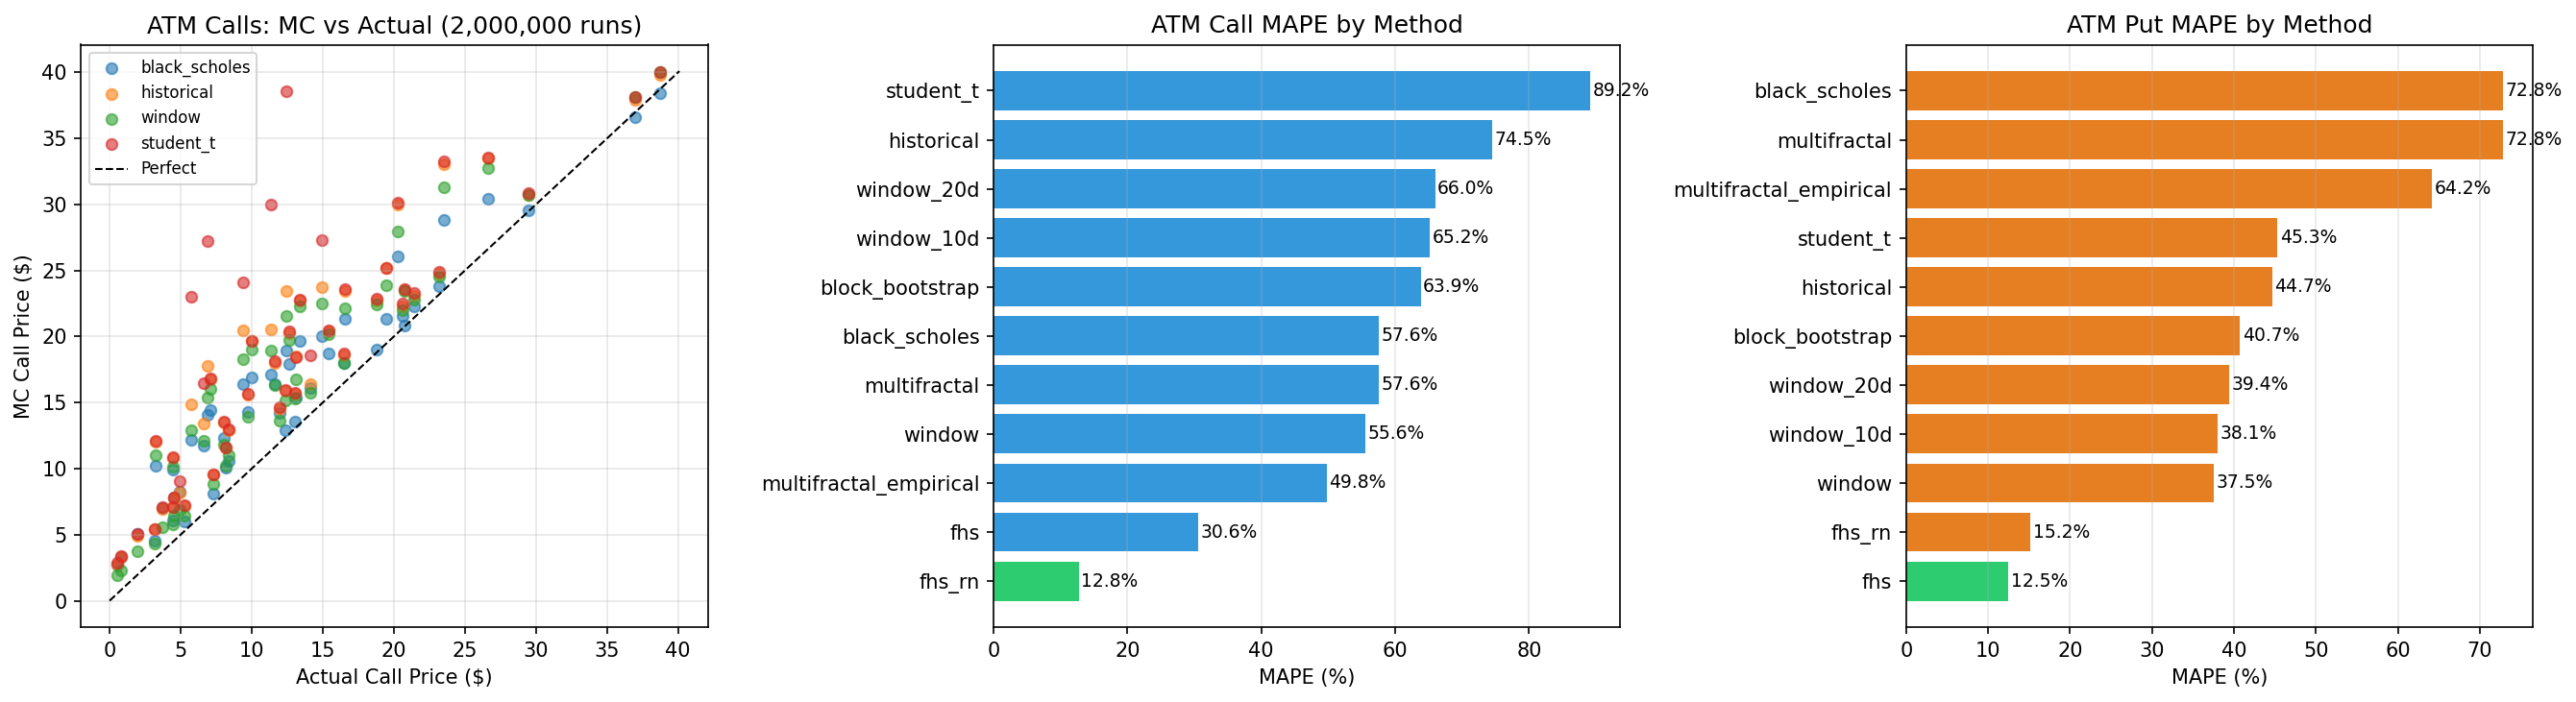 ATM Calls: MC vs Actual (2,000,000 runs)
black_scholes
historical
window
student_t
Perfect
40
35
30
25
20
15
10
5
0
MC Call Price ($)
0 5 10 15 20 25 30 35 40
Actual Call Price ($)
ATM Call MAPE by Method
student_t 89.2%
historical 74.5%
window_20d 66.0%
window_10d 65.2%
block_bootstrap 63.9%
black_scholes 57.6%
multifractal 57.6%
window 55.6%
multifractal_empirical 49.8%
fhs 30.6%
fhs_rn 12.8%
0 20 40 60 80
MAPE (%)
ATM Put MAPE by Method
black_scholes 72.8%
multifractal 72.8%
multifractal_empirical 64.2%
student_t 45.3%
historical 44.7%
block_bootstrap 40.7%
window_20d 39.4%
window_10d 38.1%
window 37.5%
fhs_rn 15.2%
fhs 12.5%
0 10 20 30 40 50 60 70
MAPE (%)